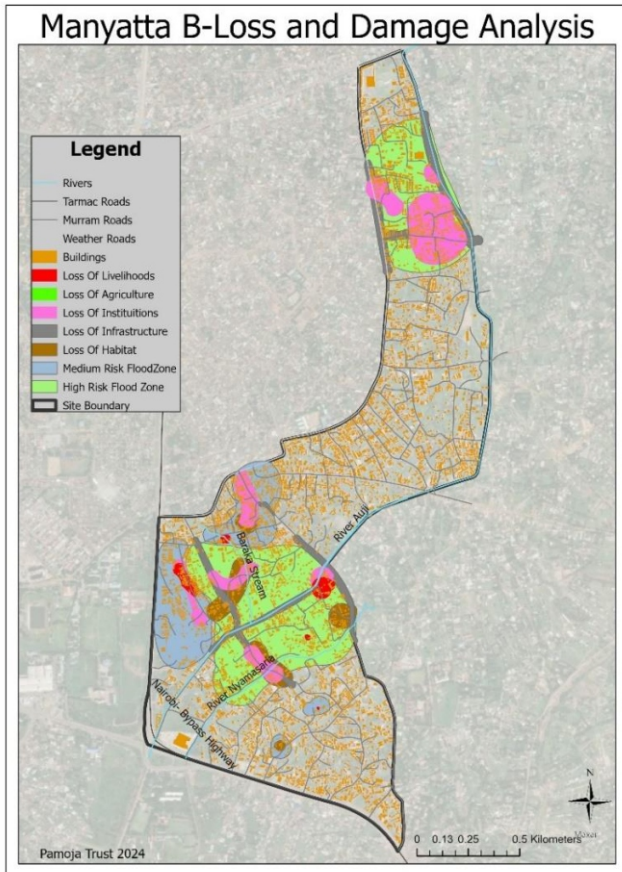 Manyatta B-Loss and Damage Analysis
Legend
Rivers
Tarmac Roads
Murram Roads
Weather Roads
Buildings
Loss Of Livelihoods
Loss Of Agriculture
Loss Of Instituitions
Loss Of Infrastructure
Loss Of Habitat
Medium Risk FloodZone
High Risk Flood Zone
Site Boundary
River Auji
Baraka Stream
River Nyamasaria
Nairobi- Bypass Highway
N
0 0.13 0.25 0.5 Kilometers
Pamoja Trust 2024